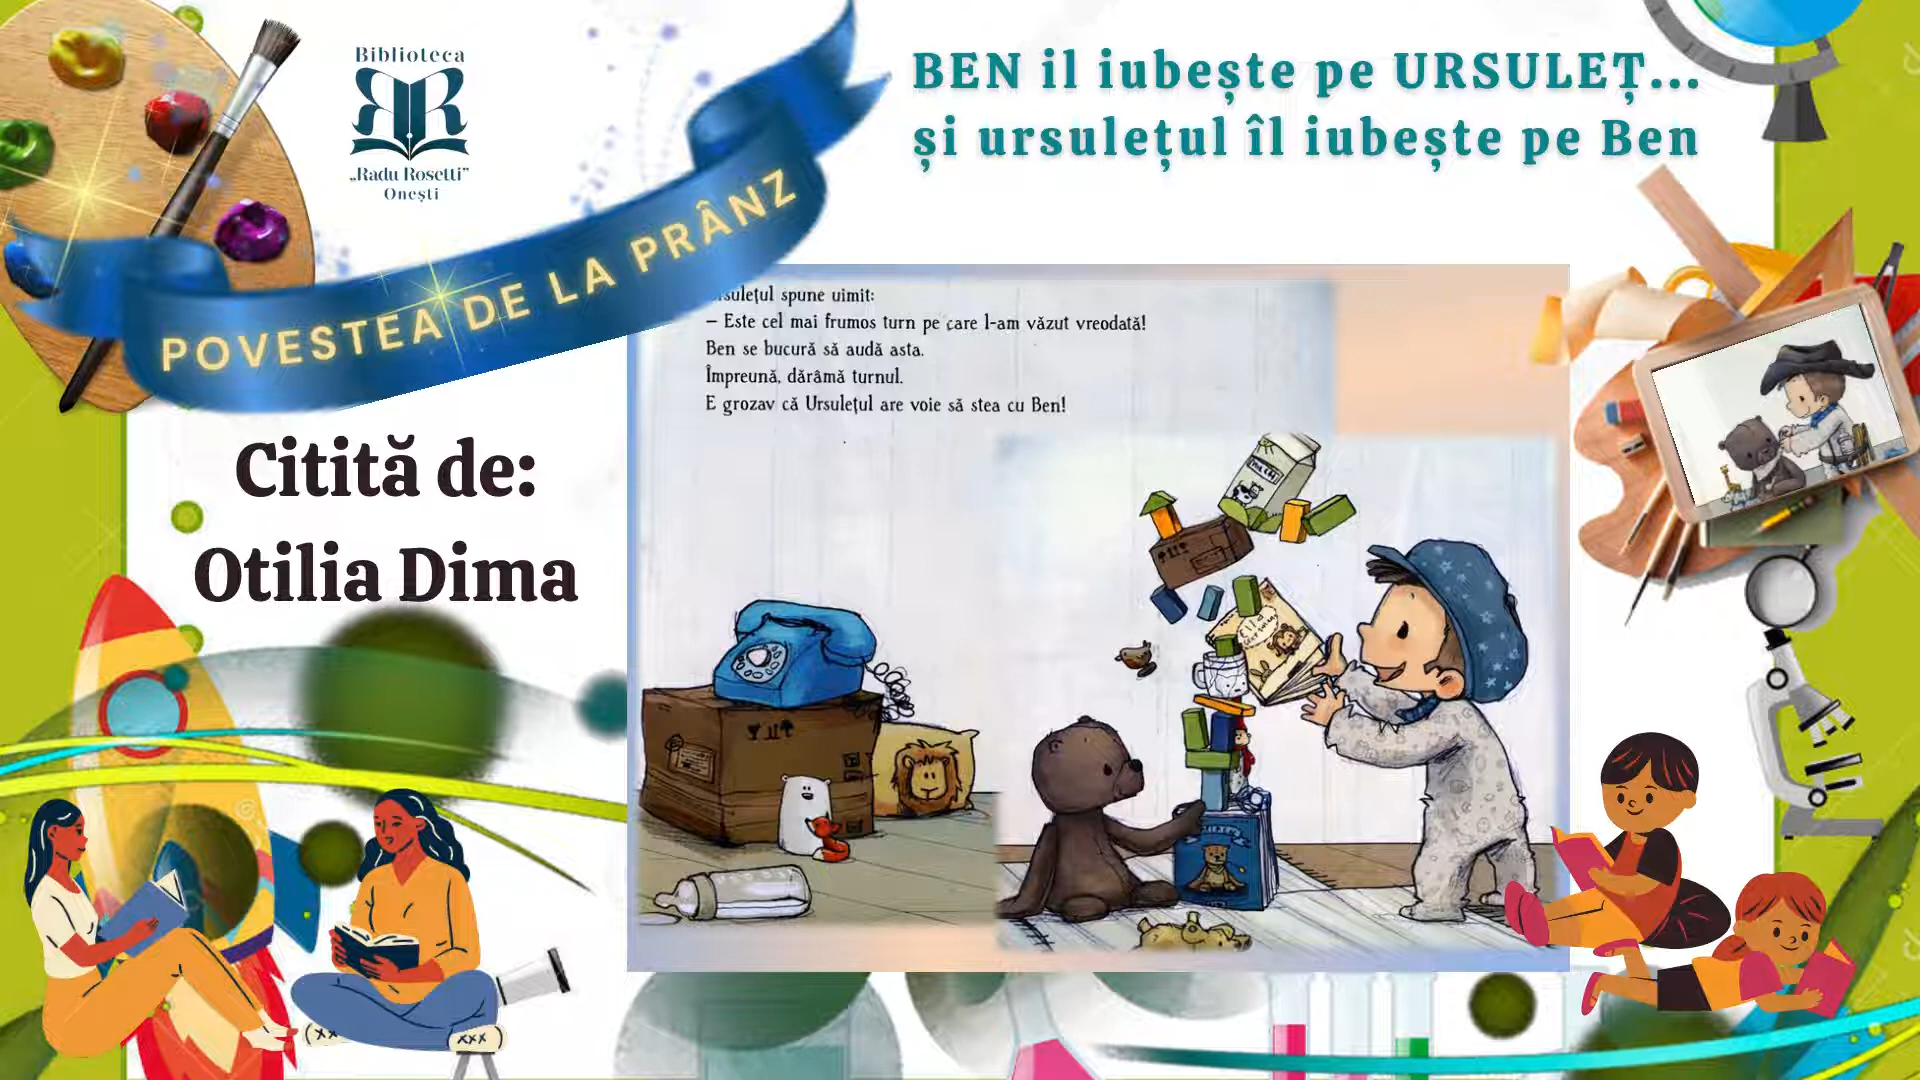 Biblioteca
„Radu Rosetti”
Onești
POVESTEA DE LA PRÂNZ
BEN il iubește pe URSULEȚ...
și ursulețul îl iubește pe Ben
Citită de:
Otilia Dima
spune uimit:
– Este cel mai frumos turn pe care l-am văzut vreodată!
Ben se bucură să audă asta.
Împreună, dărâmă turnul.
E grozav că Ursulețul are voie să stea cu Ben!